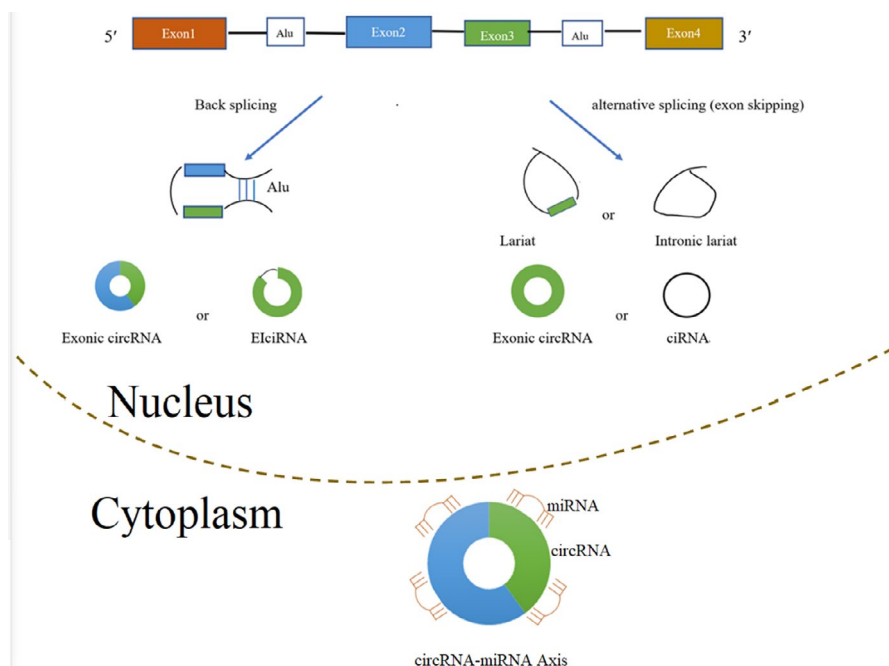 5′ Exon1 Alu Exon2 Exon3 Alu Exon4 3′
Back splicing
alternative splicing (exon skipping)
Alu
or
Lariat
Intronic lariat
or
or
Exonic circRNA
EIciRNA
Exonic circRNA
ciRNA
Nucleus
Cytoplasm
miRNA
circRNA
circRNA-miRNA Axis